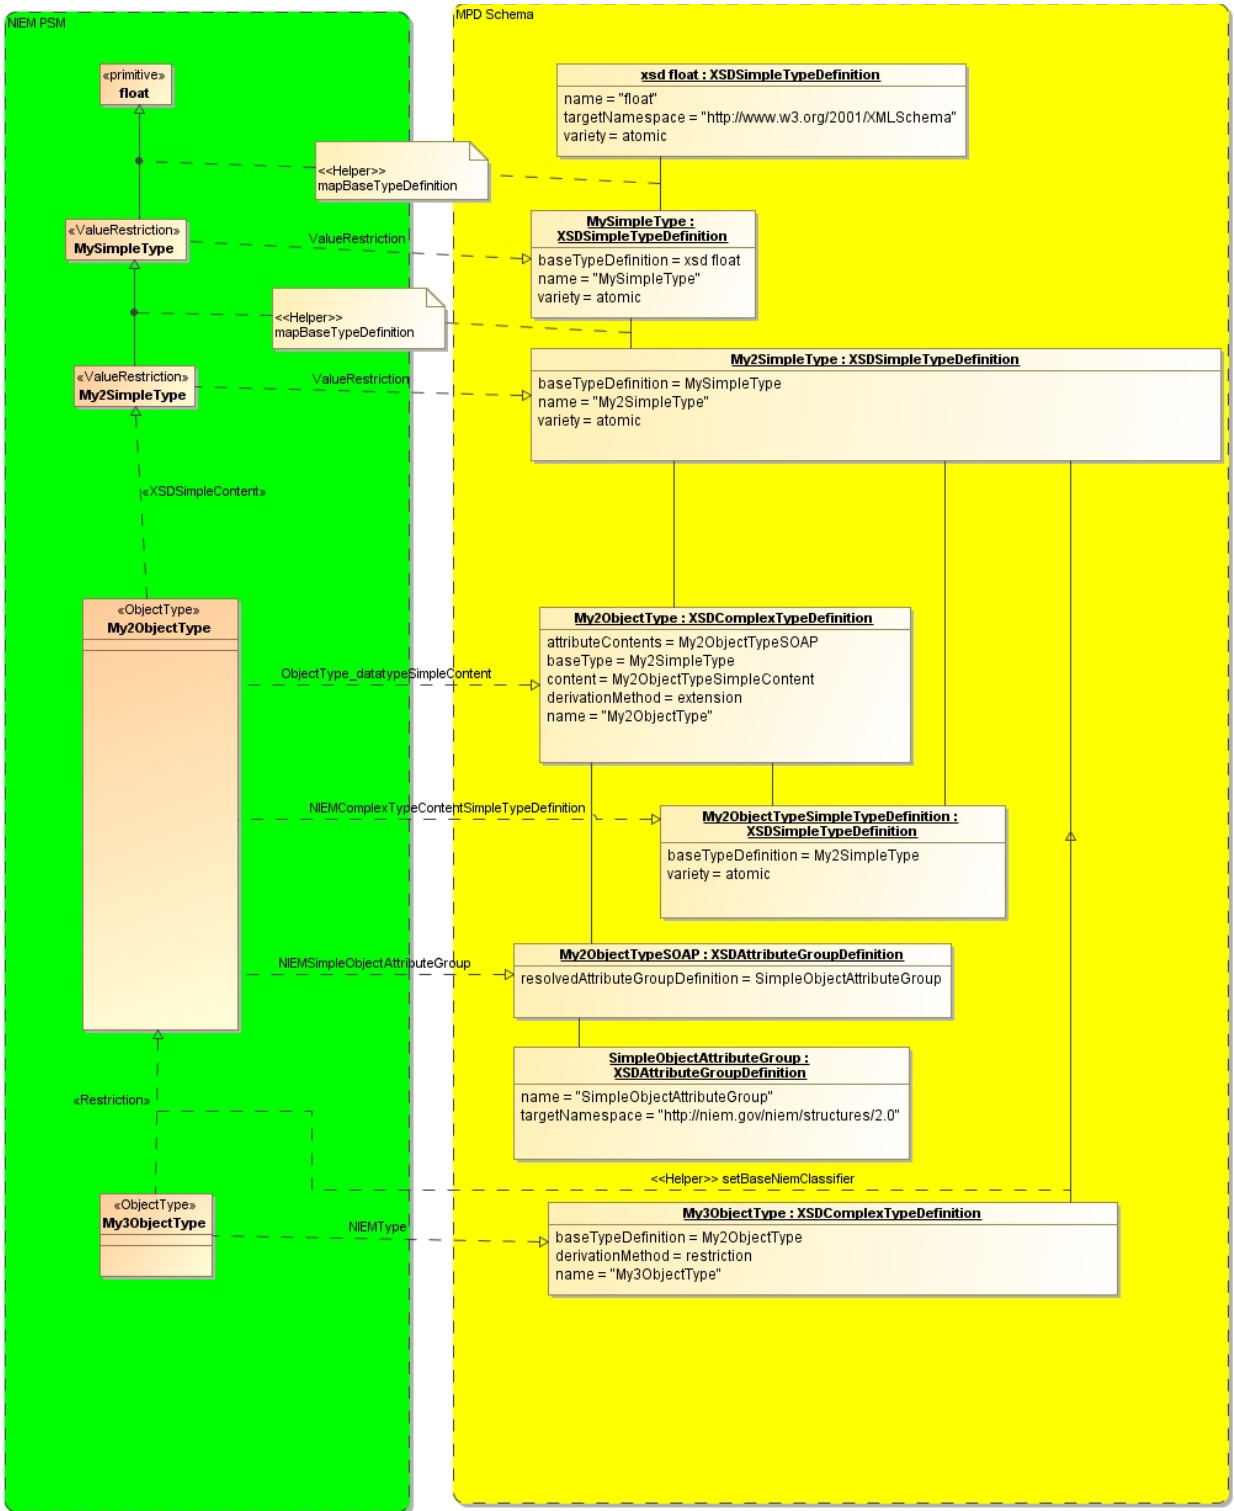 NIEM PSM
MPD Schema
«primitive»
float
xsd float : XSDSimpleTypeDefinition
name = "float"
targetNamespace = "http://www.w3.org/2001/XMLSchema"
variety = atomic
<<Helper>>
mapBaseTypeDefinition
«ValueRestriction»
MySimpleType
ValueRestriction
MySimpleType :
XSDSimpleTypeDefinition
baseTypeDefinition = xsd float
name = "MySimpleType"
variety = atomic
<<Helper>>
mapBaseTypeDefinition
«ValueRestriction»
My2SimpleType
ValueRestriction
My2SimpleType : XSDSimpleTypeDefinition
baseTypeDefinition = MySimpleType
name = "My2SimpleType"
variety = atomic
«XSDSimpleContent»
«ObjectType»
My2ObjectType
ObjectType_datatypeSimpleContent
My2ObjectType : XSDComplexTypeDefinition
attributeContents = My2ObjectTypeSOAP
baseType = My2SimpleType
content = My2ObjectTypeSimpleContent
derivationMethod = extension
name = "My2ObjectType"
NIEMComplexTypeContentSimpleTypeDefinition
My2ObjectTypeSimpleTypeDefinition :
XSDSimpleTypeDefinition
baseTypeDefinition = My2SimpleType
variety = atomic
NIEMSimpleObjectAttributeGroup
My2ObjectTypeSOAP : XSDAttributeGroupDefinition
resolvedAttributeGroupDefinition = SimpleObjectAttributeGroup
SimpleObjectAttributeGroup :
XSDAttributeGroupDefinition
name = "SimpleObjectAttributeGroup"
targetNamespace = "http://niem.gov/niem/structures/2.0"
«Restriction»
<<Helper>> setBaseNiemClassifier
«ObjectType»
My3ObjectType
NIEMType
My3ObjectType : XSDComplexTypeDefinition
baseTypeDefinition = My2ObjectType
derivationMethod = restriction
name = "My3ObjectType"